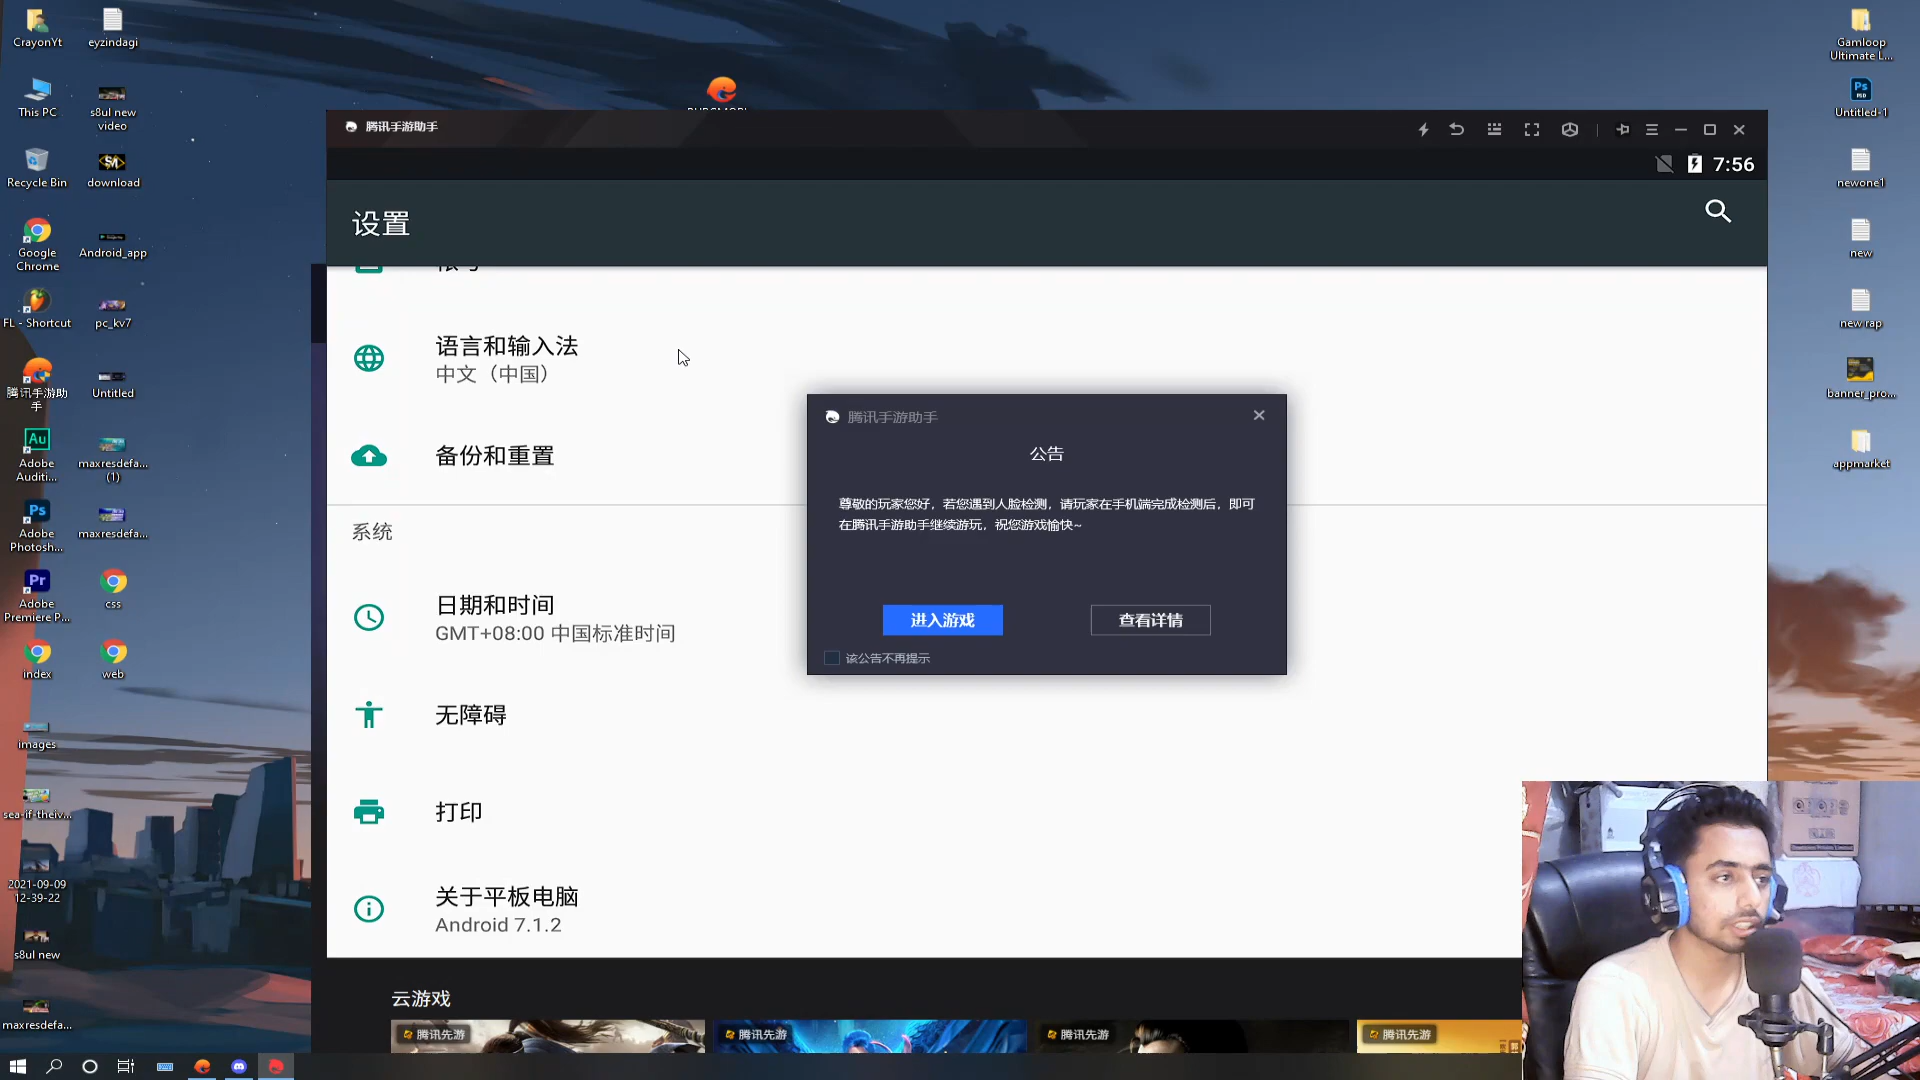 CrayonYt
eyzindagi
This PC
s8ul new
video
Recycle Bin
download
Google
Chrome
Android_app
FL - Shortcut
pc_kv7
腾讯手游助
手
Untitled
Au
Adobe
Auditi...
maxresdefa...
(1)
Ps
Adobe
Photosh...
maxresdefa...
Pr
Adobe
Premiere P...
css
index
web
images
sea-if-theiv...
2021-09-09
12-39-22
s8ul new
maxresdefa...
腾讯手游助手
7:56
设置
语言和输入法
中文（中国）
备份和重置
系统
日期和时间
GMT+08:00 中国标准时间
无障碍
打印
关于平板电脑
Android 7.1.2
腾讯手游助手
公告
尊敬的玩家您好，若您遇到人脸检测，请玩家在手机端完成检测后，即可
在腾讯手游助手继续游玩，祝您游戏愉快~
进入游戏
查看详情
该公告不再提示
云游戏
腾讯先游
腾讯先游
腾讯先游
腾讯先游
Gamloop
Ultimate L...
Ps
Untitled-1
newone1
new
new rap
banner_pro...
appmarket